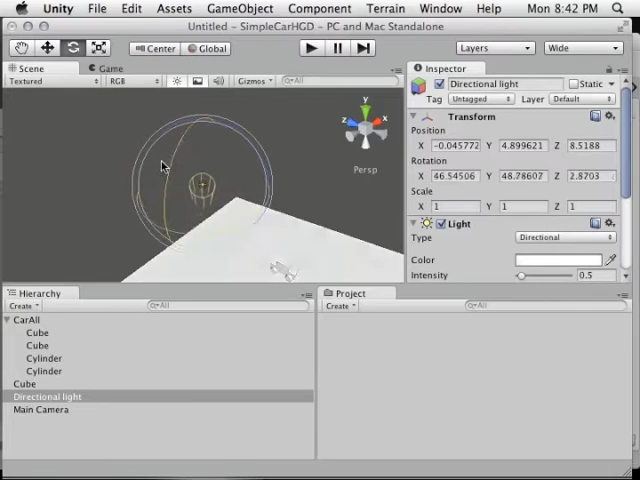 Unity File Edit Assets GameObject Component Terrain Window Help Mon 8:42 PM
Untitled - SimpleCarHGD - PC and Mac Standalone
Center Global Layers Wide
Scene Game Inspector
Textured RGB Gizmos All
Directional light Static
Tag Untagged Layer Default
Transform
Position
X -0.045772 Y 4.899621 Z 8.5188
Rotation
X 46.54506 Y 48.78607 Z 2.8703
Scale
X 1 Y 1 Z 1
y
z x
Persp
Light
Type Directional
Color
Intensity 0.5
Hierarchy Project
Create All Create All
CarAll
Cube
Cube
Cylinder
Cylinder
Cube
Directional light
Main Camera